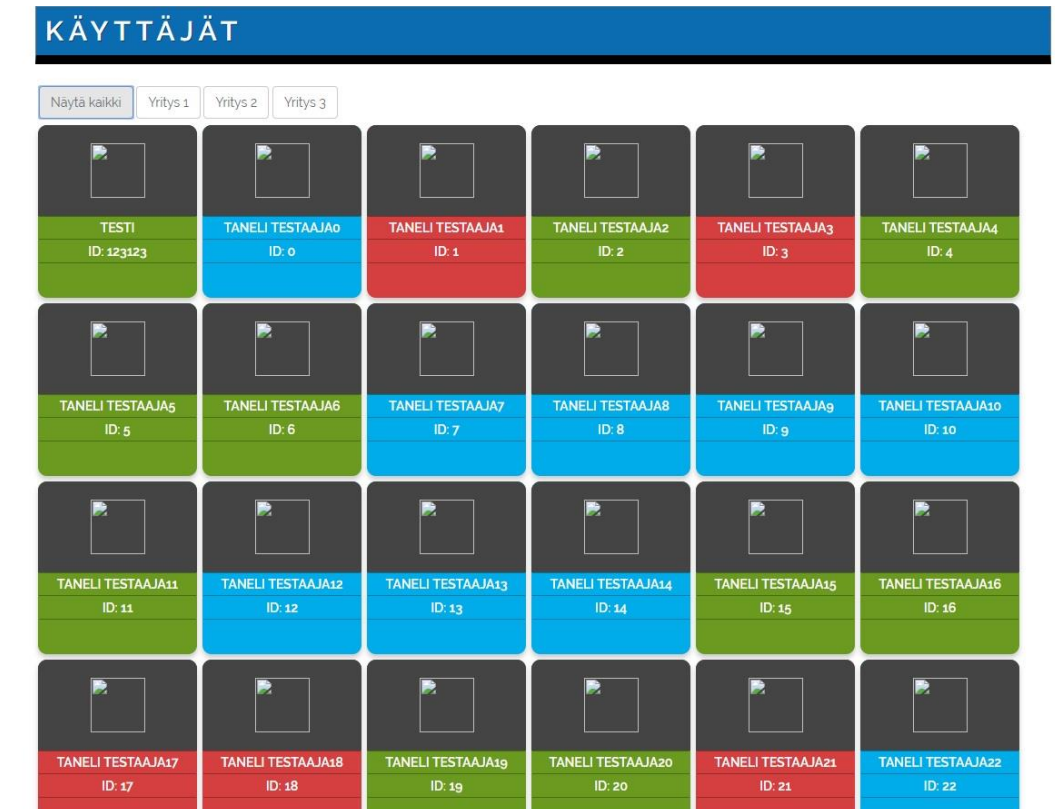 KÄYTTÄJÄT
Näytä kaikki Yritys 1 Yritys 2 Yritys 3
TESTI TANELI TESTAAJA0 TANELI TESTAAJA1 TANELI TESTAAJA2 TANELI TESTAAJA3 TANELI TESTAAJA4
ID: 123123 ID: 0 ID: 1 ID: 2 ID: 3 ID: 4
TANELI TESTAAJA5 TANELI TESTAAJA6 TANELI TESTAAJA7 TANELI TESTAAJA8 TANELI TESTAAJA9 TANELI TESTAAJA10
ID: 5 ID: 6 ID: 7 ID: 8 ID: 9 ID: 10
TANELI TESTAAJA11 TANELI TESTAAJA12 TANELI TESTAAJA13 TANELI TESTAAJA14 TANELI TESTAAJA15 TANELI TESTAAJA16
ID: 11 ID: 12 ID: 13 ID: 14 ID: 15 ID: 16
TANELI TESTAAJA17 TANELI TESTAAJA18 TANELI TESTAAJA19 TANELI TESTAAJA20 TANELI TESTAAJA21 TANELI TESTAAJA22
ID: 17 ID: 18 ID: 19 ID: 20 ID: 21 ID: 22